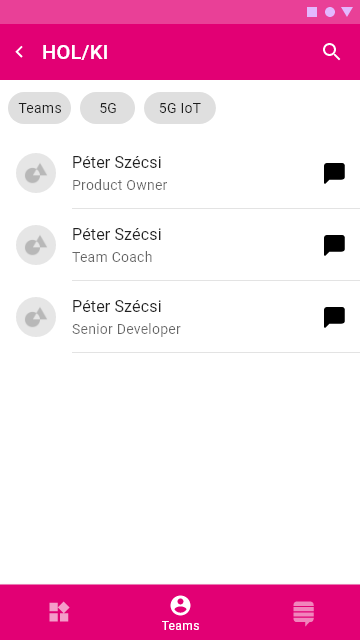 HOL/KI
Teams
5G
5G IoT
Péter Szécsi
Product Owner
Péter Szécsi
Team Coach
Péter Szécsi
Senior Developer
Teams